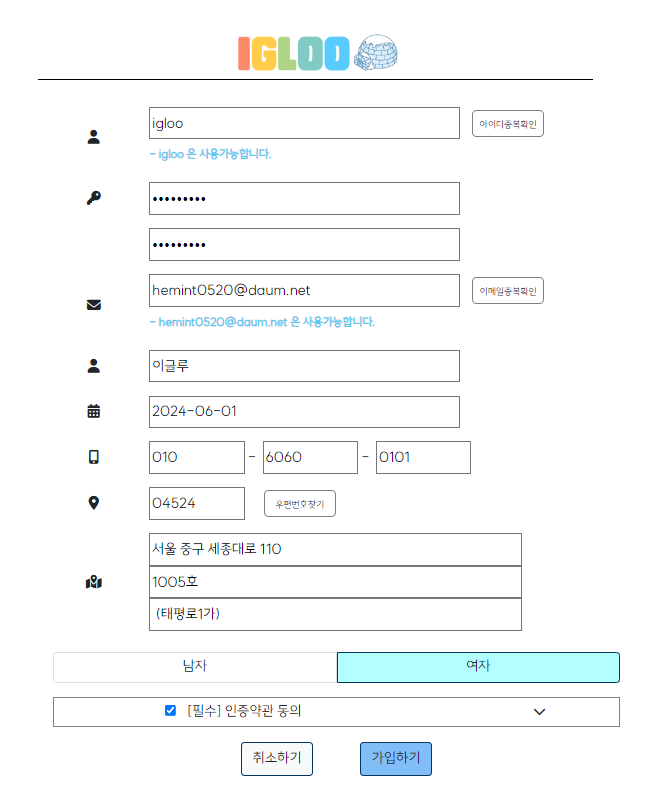 IGLOO
igloo 아이디중복확인
- igloo 은 사용가능합니다.
•••••••••
•••••••••
hemint0520@daum.net 이메일중복확인
- hemint0520@daum.net 은 사용가능합니다.
이글루
2024-06-01
010 - 6060 - 0101
04524 우편번호찾기
서울 중구 세종대로 110
1005호
(태평로1가)
남자 여자
[필수] 인증약관 동의
취소하기 가입하기